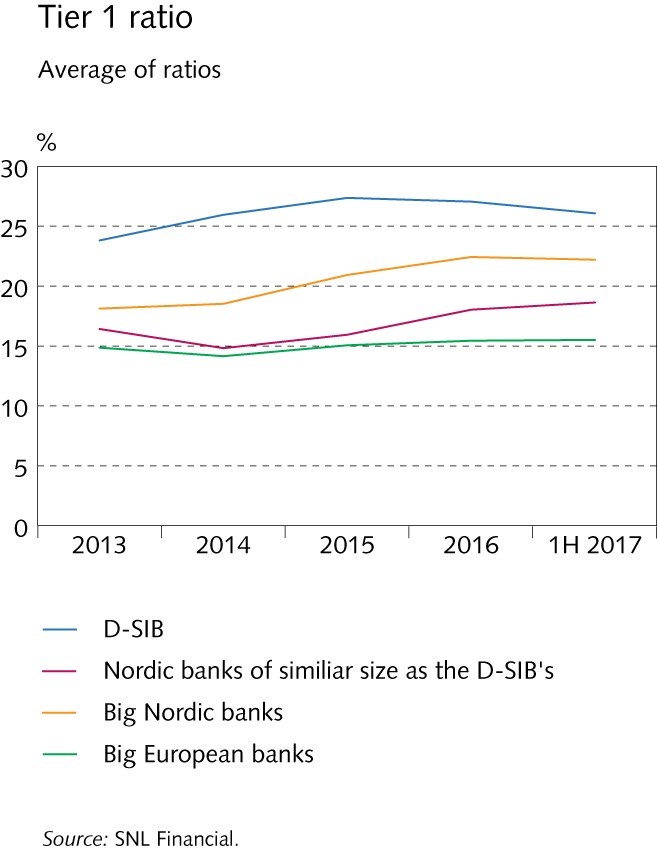 Tier 1 ratio
Average of ratios
%
30
25
20
15
10
5
0
2013 2014 2015 2016 1H 2017
D-SIB
Nordic banks of similiar size as the D-SIB's
Big Nordic banks
Big European banks
Source: SNL Financial.